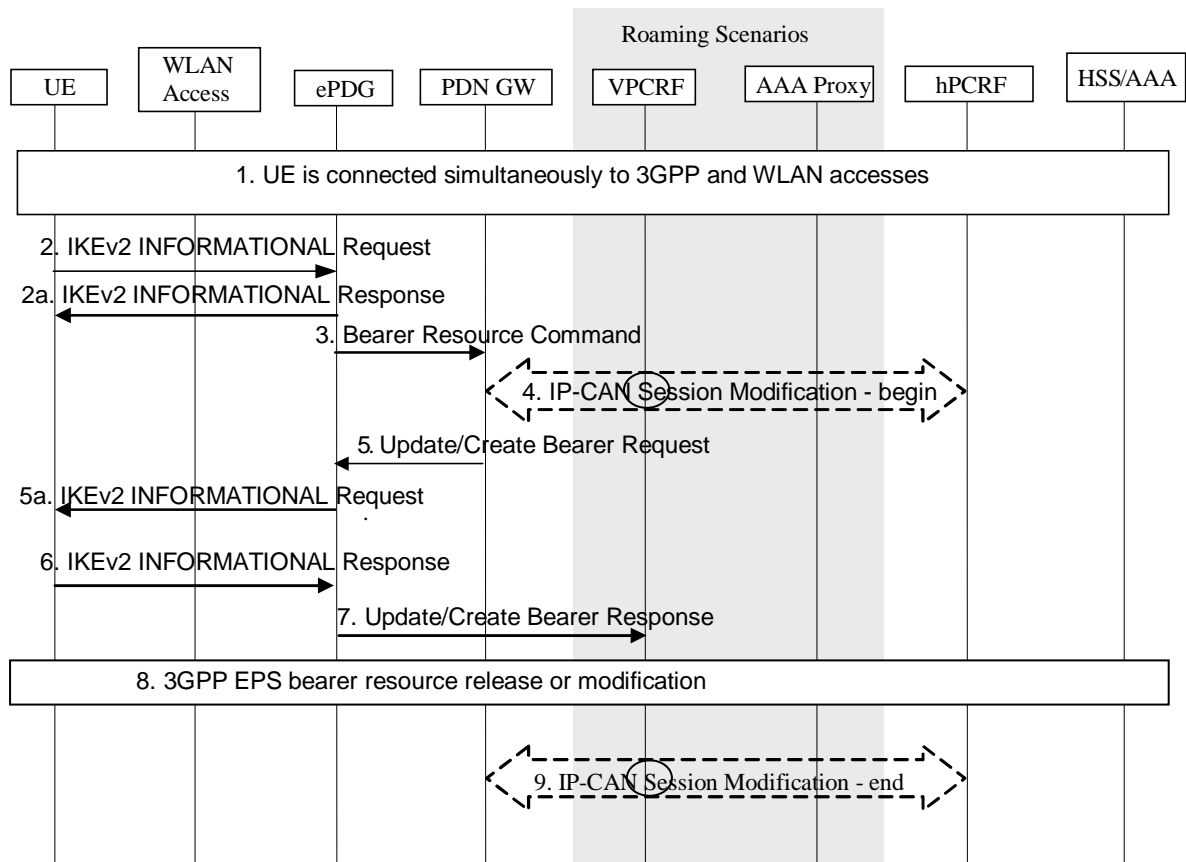 Roaming Scenarios
UE
WLAN
Access
ePDG
PDN GW
VPCRF
AAA Proxy
hPCRF
HSS/AAA
1. UE is connected simultaneously to 3GPP and WLAN accesses
2. IKEv2 INFORMATIONAL Request
2a. IKEv2 INFORMATIONAL Response
3. Bearer Resource Command
4. IP-CAN Session Modification - begin
5. Update/Create Bearer Request
5a. IKEv2 INFORMATIONAL Request
.
6. IKEv2 INFORMATIONAL Response
7. Update/Create Bearer Response
8. 3GPP EPS bearer resource release or modification
9. IP-CAN Session Modification - end